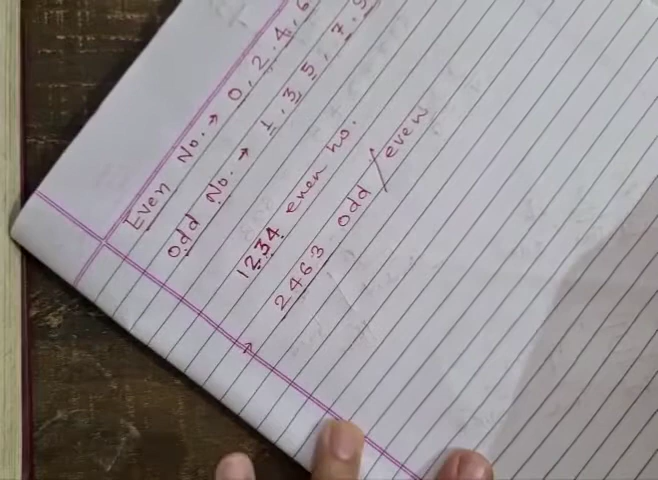 Even No. → 0, 2, 4, 6
Odd No. → 1, 3, 5, 7, 9
1234 even no.
2463 odd / even